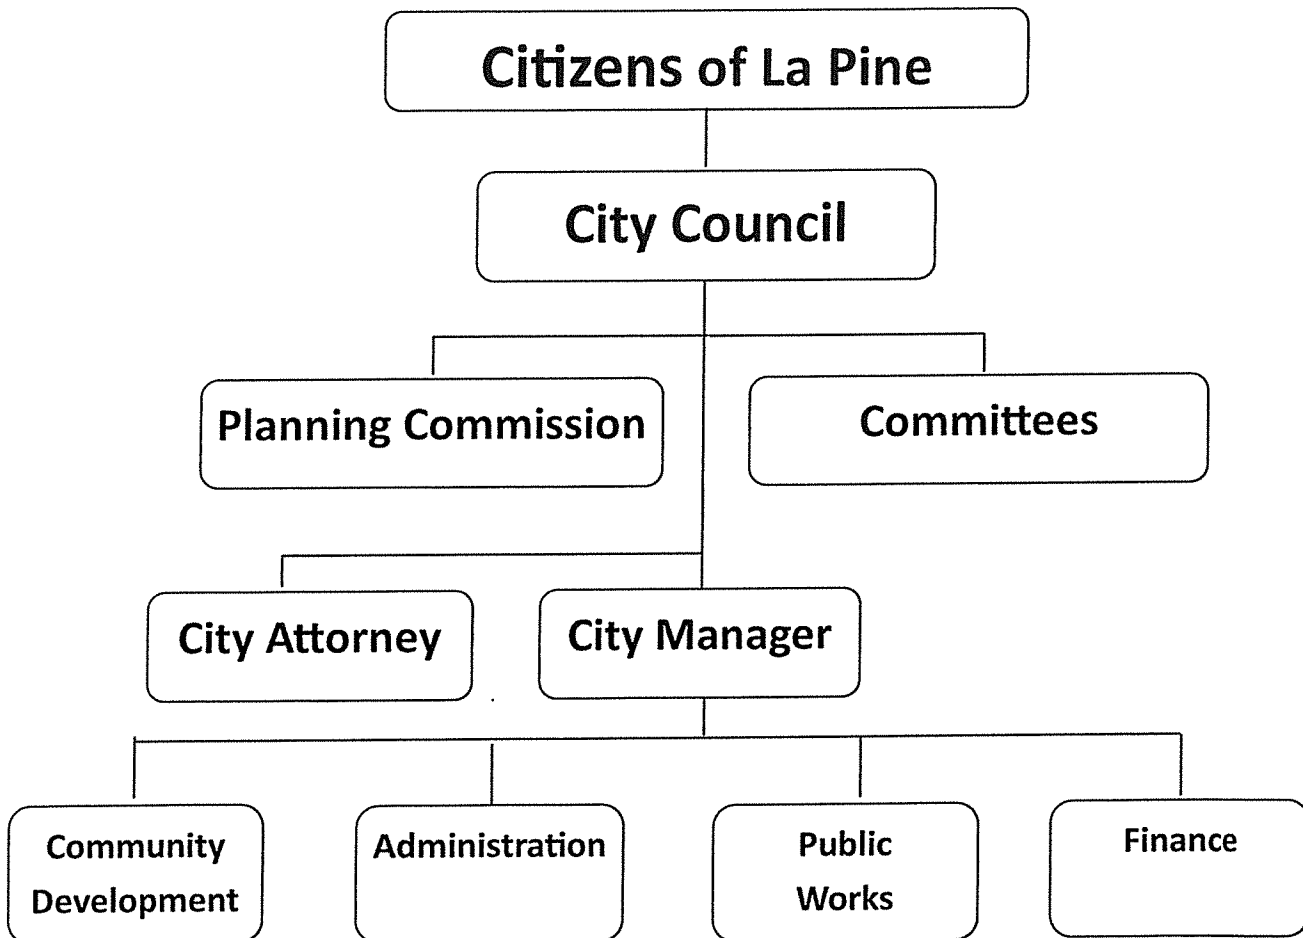 Citizens of La Pine
City Council
Planning Commission
Committees
City Attorney
City Manager
Community
Development
Administration
Public
Works
Finance